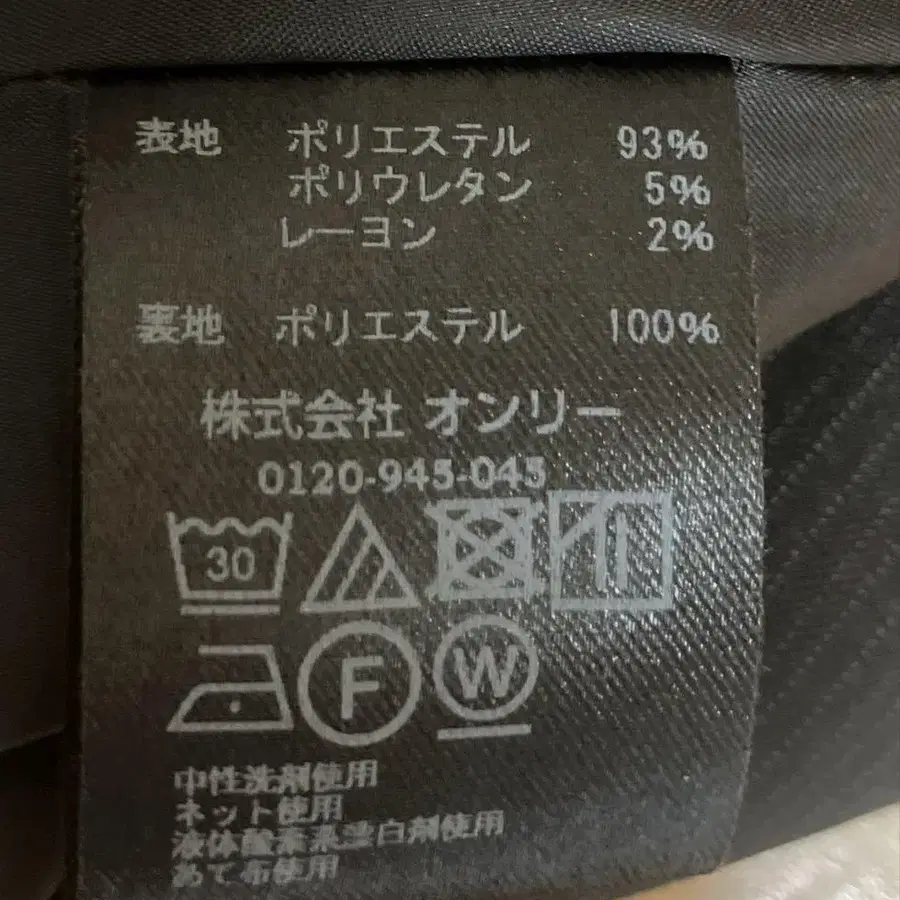 表地 ポリエステル 93%
ポリウレタン 5%
レーヨン 2%
裏地 ポリエステル 100%
株式会社 オンリー
0120-945-045
30
F W
中性洗剤使用
ネット使用
液体酸素系漂白剤使用
あて布使用